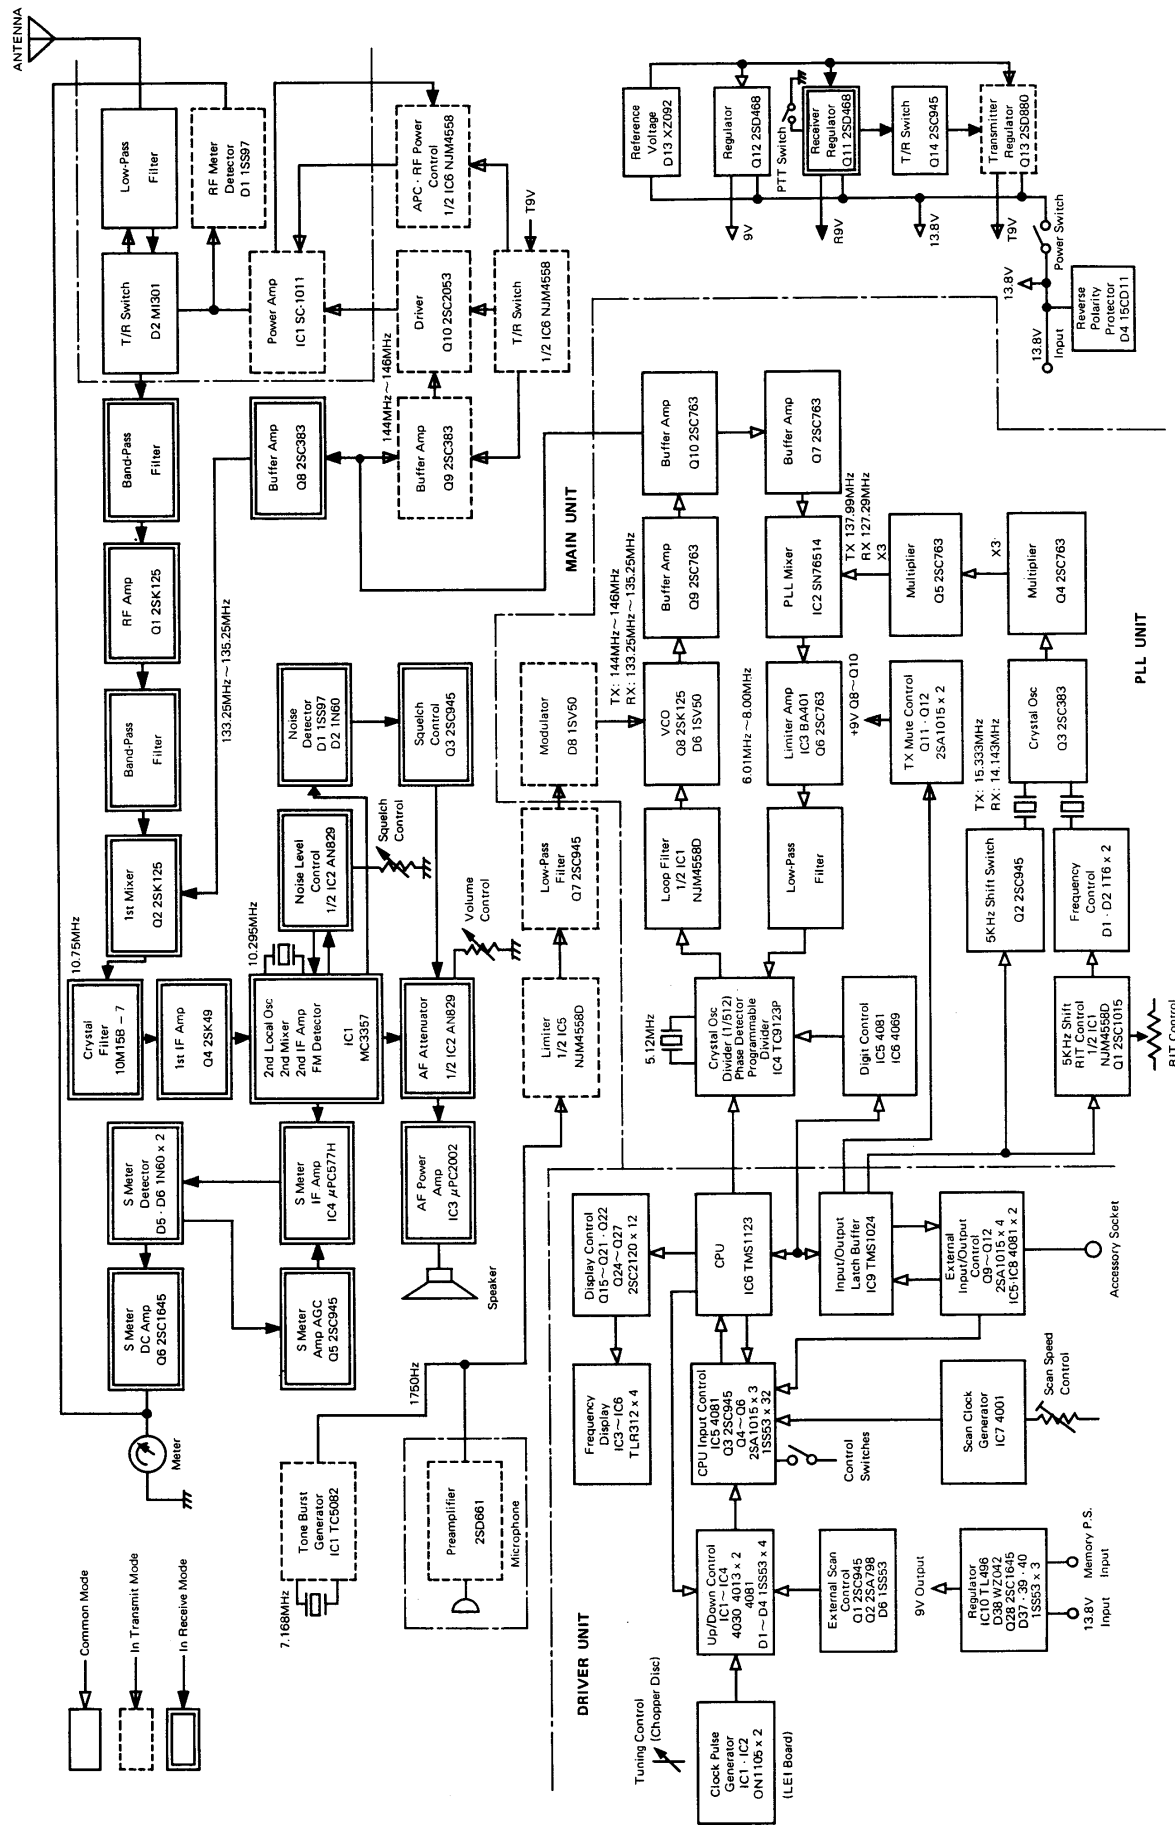 Common Mode
In Transmit Mode
In Receive Mode
ANTENNA
Low-Pass
Filter
RF Meter
Detector
D1 1SS97
T/R Switch
D2 MI301
Power Amp
IC1 SC-1011
APC · RF Power
Control
1/2 IC6 NJM4558
Driver
Q10 2SC2053
T/R Switch
1/2 IC6 NJM4558
T9V
Band-Pass
Filter
Buffer Amp
Q8 2SC383
144MHz～146MHz
Buffer Amp
Q9 2SC383
RF Amp
Q1 2SK125
Band-Pass
Filter
133.25MHz～135.25MHz
1st Mixer
Q2 2SK125
10.75MHz
Crystal
Filter
10M15B – 7
1st IF Amp
Q4 2SK49
10.295MHz
2nd Local Osc
2nd Mixer
2nd IF Amp
FM Detector
IC1
MC3357
Noise Level
Control
1/2 IC2 AN829
Squelch
Control
Noise
Detector
D1 1SS97
D2 1N60
Squelch
Control
Q3 2SC945
AF Attenuator
1/2 IC2 AN829
Volume
Control
S Meter
Detector
D5 · D6 1N60 x 2
S Meter
IF Amp
IC4 μPC577H
AF Power
Amp
IC3 μPC2002
Speaker
S Meter
DC Amp
Q6 2SC1645
S Meter
Amp AGC
Q5 2SC945
Meter
7.168MHz
Tone Burst
Generator
IC1 TC5082
1750Hz
Preamplifier
2SD661
Microphone
MAIN UNIT
Limiter
1/2 IC5
NJM4558D
Low-Pass
Filter
Q7 2SC945
Modulator
D8 1SV50
TX: 144MHz～146MHz
RX: 133.25MHz～135.25MHz
Loop Filter
1/2 IC1
NJM4558D
VCO
Q8 2SK125
D6 1SV50
Buffer Amp
Q9 2SC763
Buffer Amp
Q10 2SC763
Buffer Amp
Q7 2SC763
PLL Mixer
IC2 SN76514
6.01MHz～8.00MHz
Limiter Amp
IC3 BA401
Q6 2SC763
Low-Pass
Filter
TX 137.99MHz
RX 127.29MHz
X3
Multiplier
Q5 2SC763
X3
Multiplier
Q4 2SC763
+9V Q8～Q10
TX Mute Control
Q11 · Q12
2SA1015 x 2
Crystal Osc
Q3 2SC383
TX: 15.333MHz
RX: 14.143MHz
5KHz Shift Switch
Q2 2SC945
Frequency
Control
D1 · D2 1T6 x 2
5KHz Shift
RIT Control
1/2 IC1
NJM4558D
Q1 2SC1015
RIT Control
5.12MHz
Crystal Osc
Divider (1/512)
Phase Detector
Programmable
Divider
IC4 TC9123P
Digit Control
IC5 4081
IC6 4069
PLL UNIT
Reference
Voltage
D13 XZ092
Regulator
Q12 2SD468
PTT Switch
Receiver
Regulator
Q11 2SD468
T/R Switch
Q14 2SC945
Transmitter
Regulator
Q13 2SD880
9V
R9V
13.8V
T9V
Power Switch
13.8V
13.8V
Input
Reverse
Polarity
Protector
D4 15CD11
DRIVER UNIT
Tuning Control
(Chopper Disc)
Clock Pulse
Generator
IC1 · IC2
ON1105 x 2
(LEI Board)
Up/Down Control
IC1～IC4
4030 4013 x 2
4081
D1～D4 1SS53 x 4
External Scan
Control
Q1 2SC945
Q2 2SA798
D6 1SS53
9V Output
Regulator
IC10 TL496
D38 WZ042
Q28 2SC1645
D37 · 39 · 40
1SS53 x 3
13.8V
Input
Memory P.S.
Input
Frequency
Display
IC3～IC6
TLR312 x 4
Display Control
Q15～Q21 · Q22
Q24～Q27
2SC2120 x 12
CPU Input Control
IC5 4081
Q3 2SC945
Q4～Q6
2SA1015 x 3
1SS53 x 32
Control
Switches
CPU
IC6 TMS1123
Scan Clock
Generator
IC7 4001
Scan Speed
Control
Input/Output
Latch Buffer
IC9 TMS1024
External
Input/Output
Control
Q9～Q12
2SA1015 x 4
IC5·IC8 4081 x 2
Accessory Socket